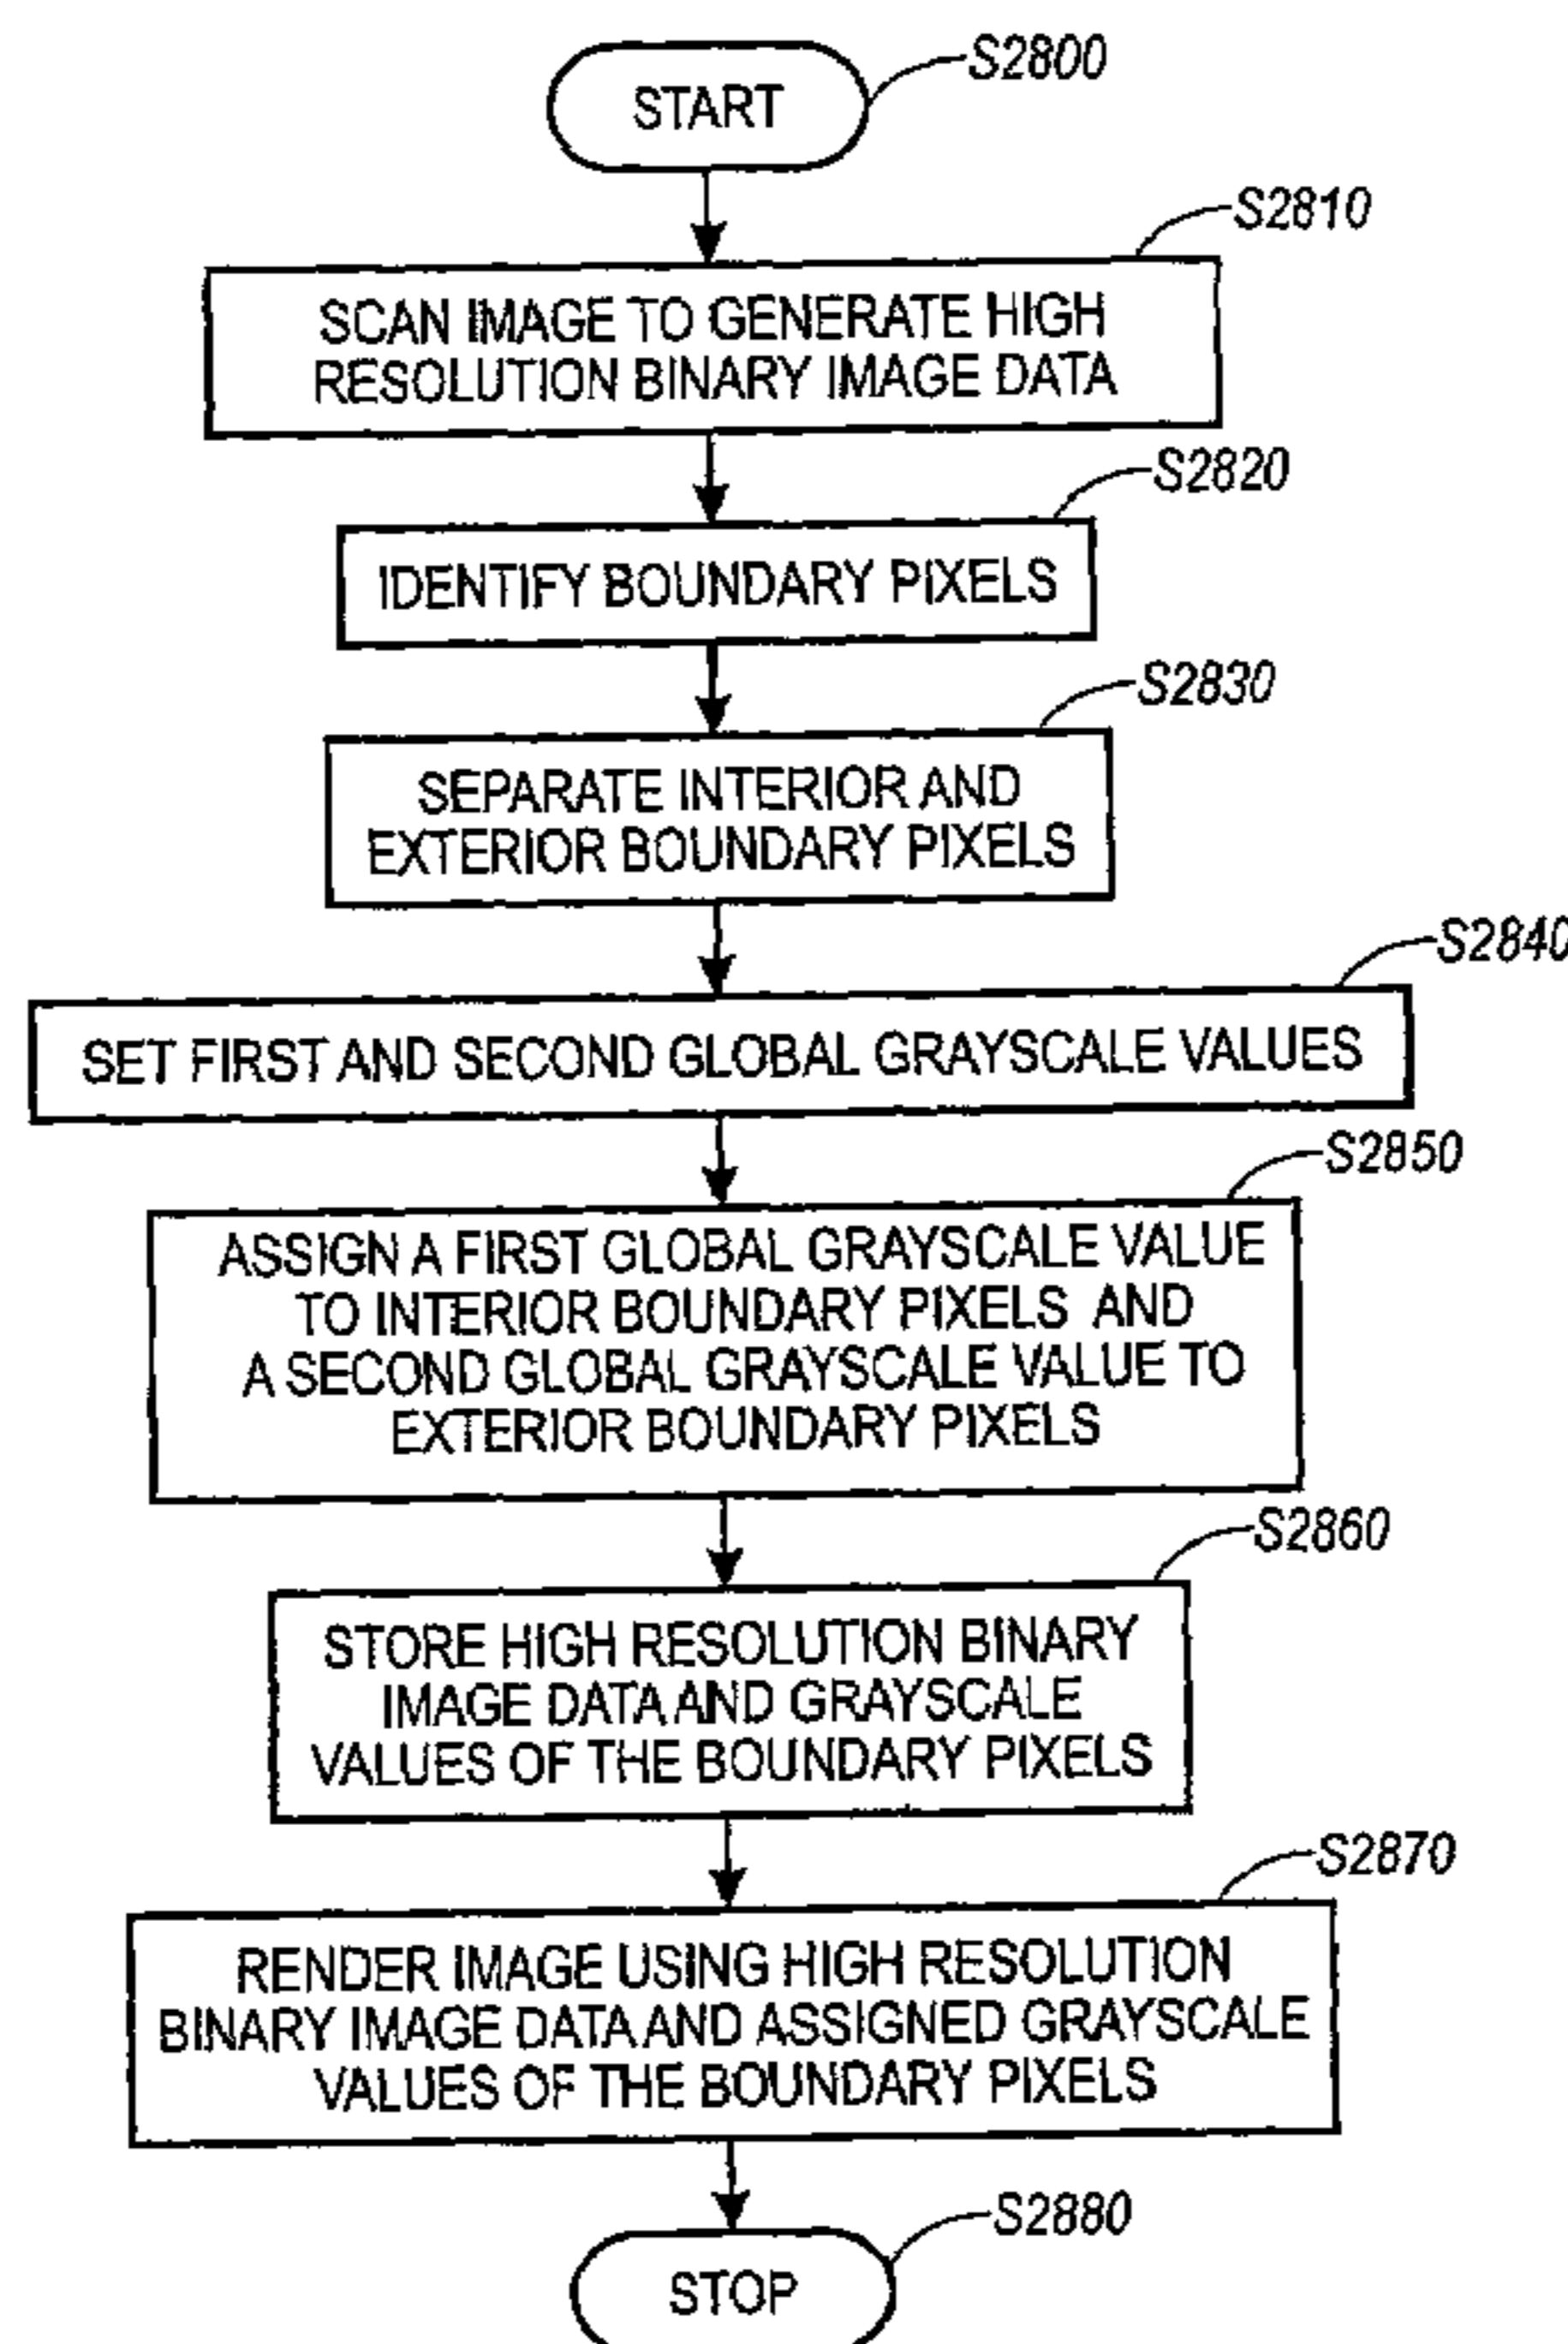 S2800
START
S2810
SCAN IMAGE TO GENERATE HIGH
RESOLUTION BINARY IMAGE DATA
S2820
IDENTIFY BOUNDARY PIXELS
S2830
SEPARATE INTERIOR AND
EXTERIOR BOUNDARY PIXELS
S2840
SET FIRST AND SECOND GLOBAL GRAYSCALE VALUES
S2850
ASSIGN A FIRST GLOBAL GRAYSCALE VALUE
TO INTERIOR BOUNDARY PIXELS AND
A SECOND GLOBAL GRAYSCALE VALUE TO
EXTERIOR BOUNDARY PIXELS
S2860
STORE HIGH RESOLUTION BINARY
IMAGE DATA AND GRAYSCALE
VALUES OF THE BOUNDARY PIXELS
S2870
RENDER IMAGE USING HIGH RESOLUTION
BINARY IMAGE DATA AND ASSIGNED GRAYSCALE
VALUES OF THE BOUNDARY PIXELS
S2880
STOP